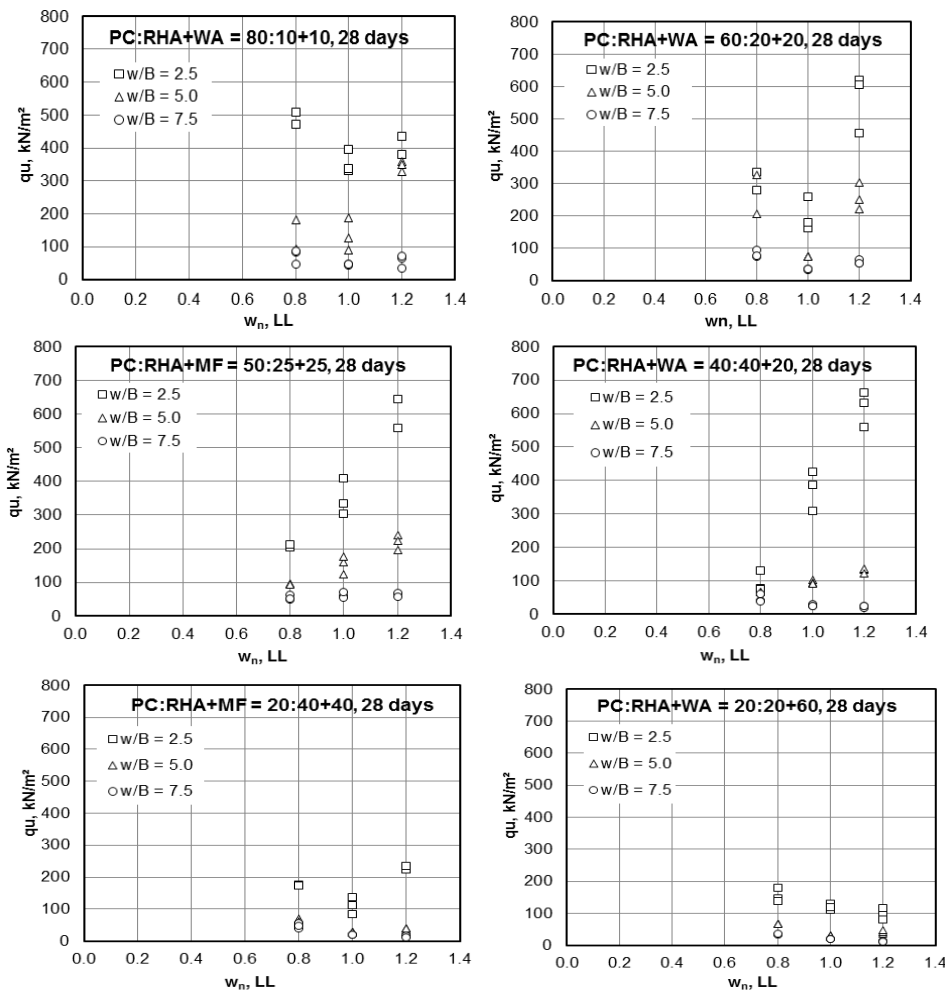 PC:RHA+WA = 80:10+10, 28 days
w/B = 2.5
w/B = 5.0
w/B = 7.5
800
700
600
500
400
300
200
100
0
qu, kN/m²
0.0 0.2 0.4 0.6 0.8 1.0 1.2 1.4
wn, LL
PC:RHA+WA = 60:20+20, 28 days
w/B = 2.5
w/B = 5.0
w/B = 7.5
800
700
600
500
400
300
200
100
0
qu, kN/m²
0.0 0.2 0.4 0.6 0.8 1.0 1.2 1.4
wn, LL
PC:RHA+MF = 50:25+25, 28 days
w/B = 2.5
w/B = 5.0
w/B = 7.5
800
700
600
500
400
300
200
100
0
qu, kN/m²
0.0 0.2 0.4 0.6 0.8 1.0 1.2 1.4
wn, LL
PC:RHA+WA = 40:40+20, 28 days
w/B = 2.5
w/B = 5.0
w/B = 7.5
800
700
600
500
400
300
200
100
0
qu, kN/m²
0.0 0.2 0.4 0.6 0.8 1.0 1.2 1.4
wn, LL
PC:RHA+MF = 20:40+40, 28 days
w/B = 2.5
w/B = 5.0
w/B = 7.5
800
700
600
500
400
300
200
100
0
qu, kN/m²
0.0 0.2 0.4 0.6 0.8 1.0 1.2 1.4
wn, LL
PC:RHA+WA = 20:20+60, 28 days
w/B = 2.5
w/B = 5.0
w/B = 7.5
800
700
600
500
400
300
200
100
0
qu, kN/m²
0.0 0.2 0.4 0.6 0.8 1.0 1.2 1.4
wn, LL